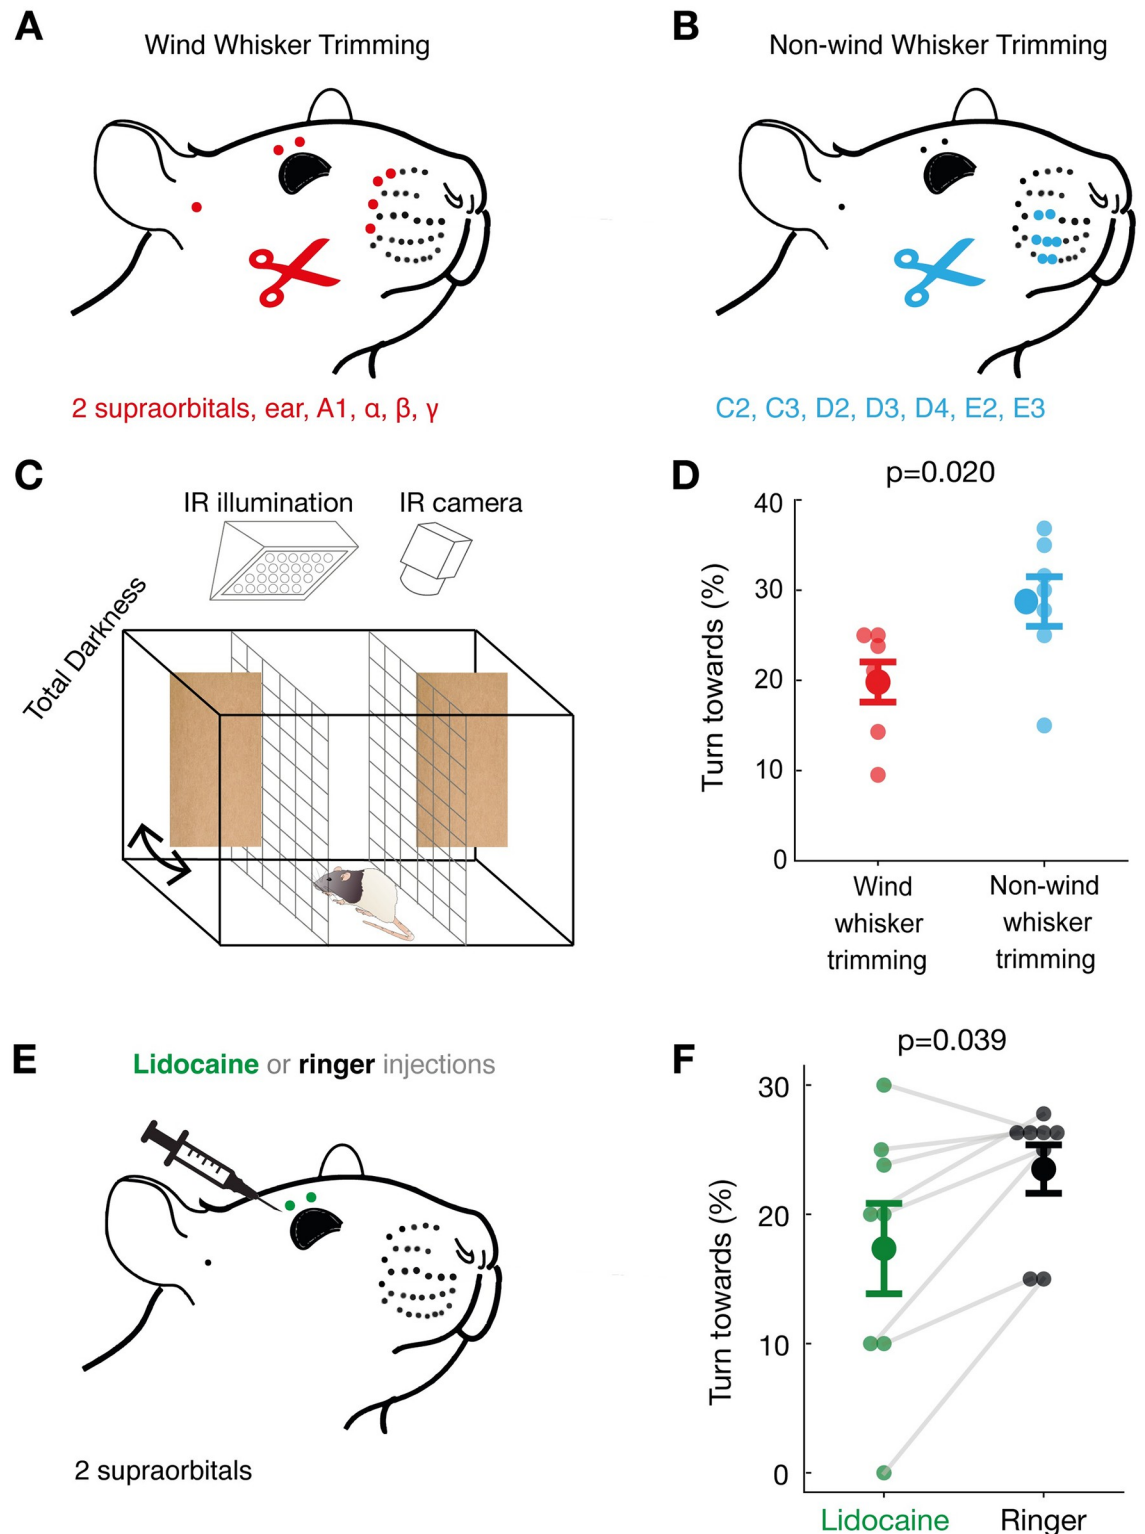 A
Wind Whisker Trimming
2 supraorbitals, ear, A1, α, β, γ
B
Non-wind Whisker Trimming
C2, C3, D2, D3, D4, E2, E3
C
IR illumination
IR camera
Total Darkness
D
p=0.020
Turn towards (%)
40
30
20
10
0
Wind
whisker
trimming
Non-wind
whisker
trimming
E
Lidocaine or ringer injections
2 supraorbitals
F
p=0.039
Turn towards (%)
30
20
10
0
Lidocaine
Ringer